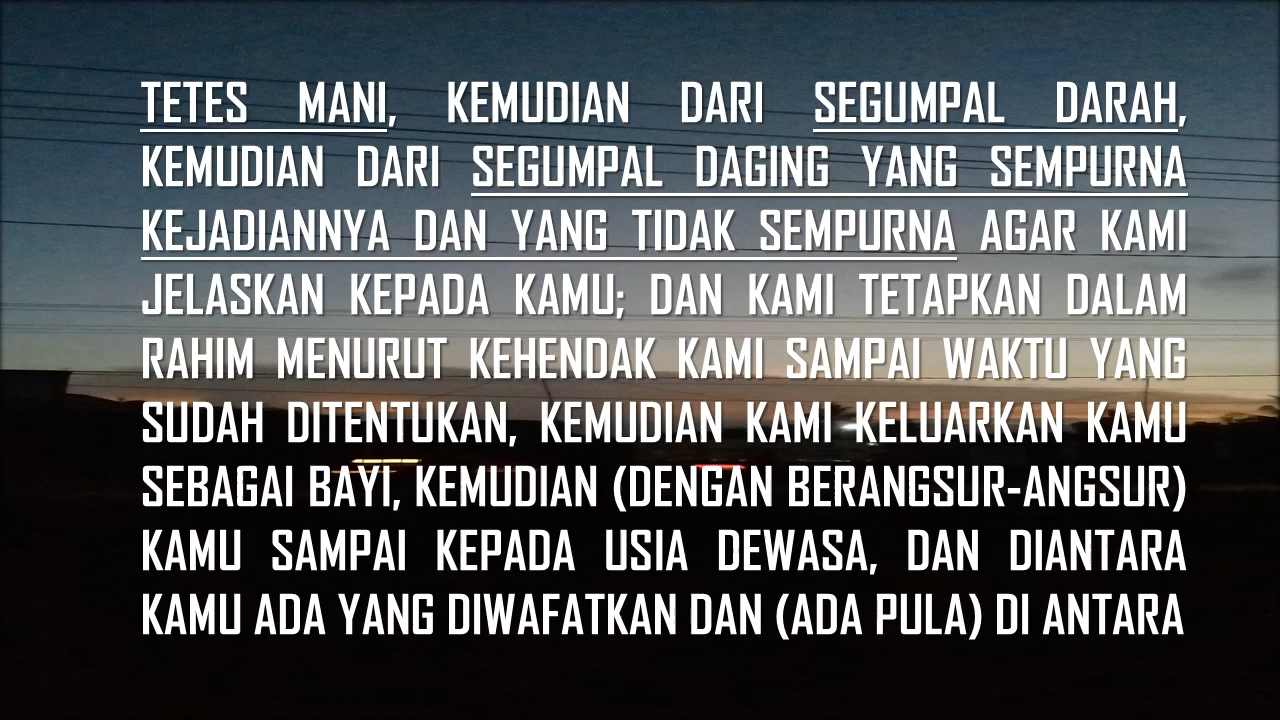 TETES MANI, KEMUDIAN DARI SEGUMPAL DARAH,
KEMUDIAN DARI SEGUMPAL DAGING YANG SEMPURNA
KEJADIANNYA DAN YANG TIDAK SEMPURNA AGAR KAMI
JELASKAN KEPADA KAMU; DAN KAMI TETAPKAN DALAM
RAHIM MENURUT KEHENDAK KAMI SAMPAI WAKTU YANG
SUDAH DITENTUKAN, KEMUDIAN KAMI KELUARKAN KAMU
SEBAGAI BAYI, KEMUDIAN (DENGAN BERANGSUR-ANGSUR)
KAMU SAMPAI KEPADA USIA DEWASA, DAN DIANTARA
KAMU ADA YANG DIWAFATKAN DAN (ADA PULA) DI ANTARA